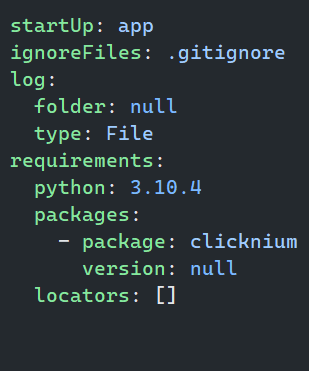 startUp: app
ignoreFiles: .gitignore
log:
  folder: null
  type: File
requirements:
  python: 3.10.4
  packages:
    - package: clicknium
      version: null
  locators: []